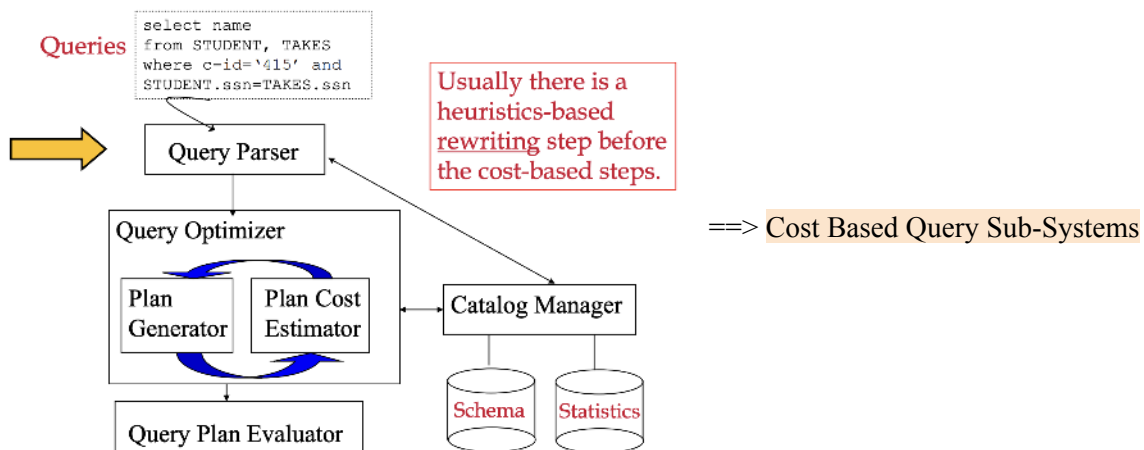 Queries
select name
from STUDENT, TAKES
where c-id=‘415’ and
STUDENT.ssn=TAKES.ssn
Usually there is a
heuristics-based
rewriting step before
the cost-based steps.
Query Parser
==> Cost Based Query Sub-Systems
Query Optimizer
Plan
Generator
Plan Cost
Estimator
Catalog Manager
Schema
Statistics
Query Plan Evaluator